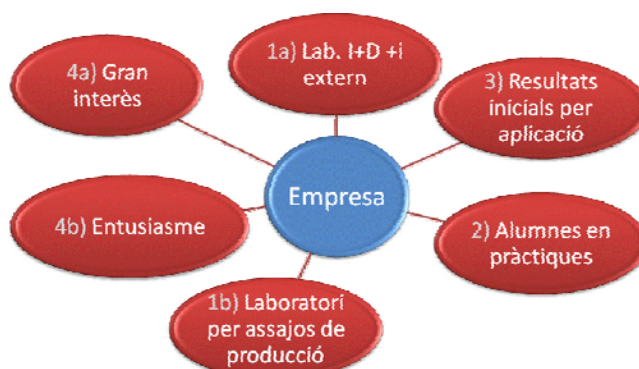 1a) Lab. I+D +i
extern
4a) Gran
interès
3) Resultats
inicials per
aplicació
Empresa
4b) Entusiasme
2) Alumnes en
pràctiques
1b) Laboratori
per assajos de
producció